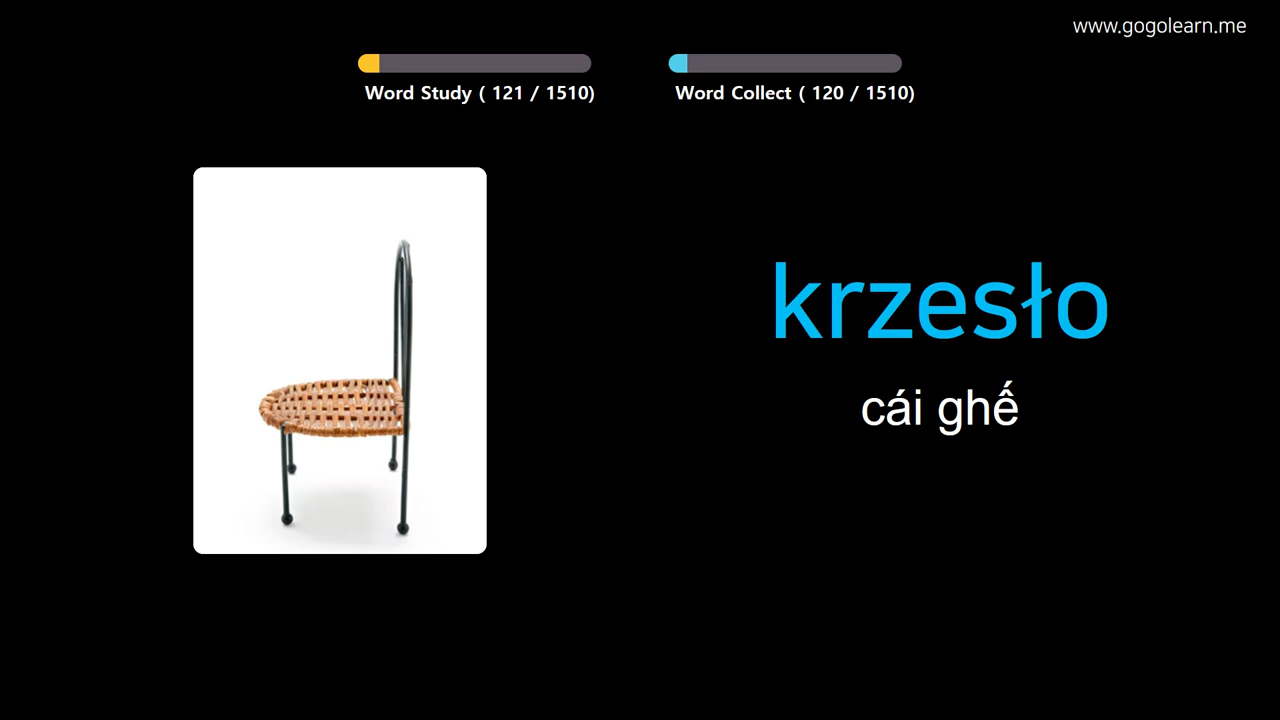 www.gogolearn.me
Word Study ( 121 / 1510)
Word Collect ( 120 / 1510)
krzesło
cái ghế